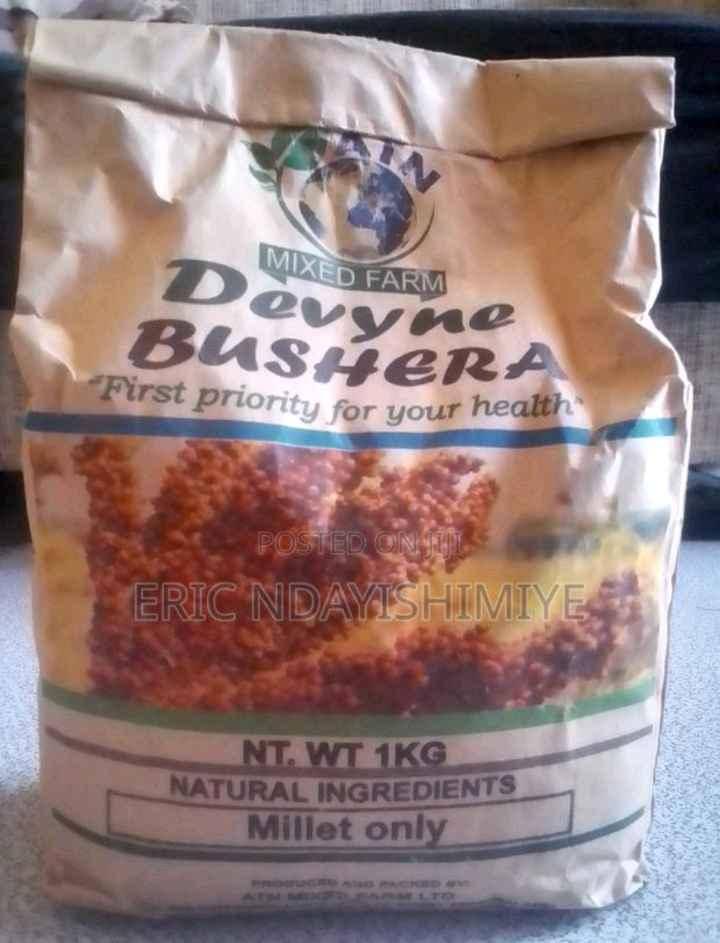 ATN
MIXED FARM
Devyne
BUSHERA
"First priority for your health"
POSTED ON JIJI
ERIC NDAYISHIMIYE
NT. WT 1KG
NATURAL INGREDIENTS
Millet only
PRODUCED AND PACKED BY:
ATN MIXED FARM LTD